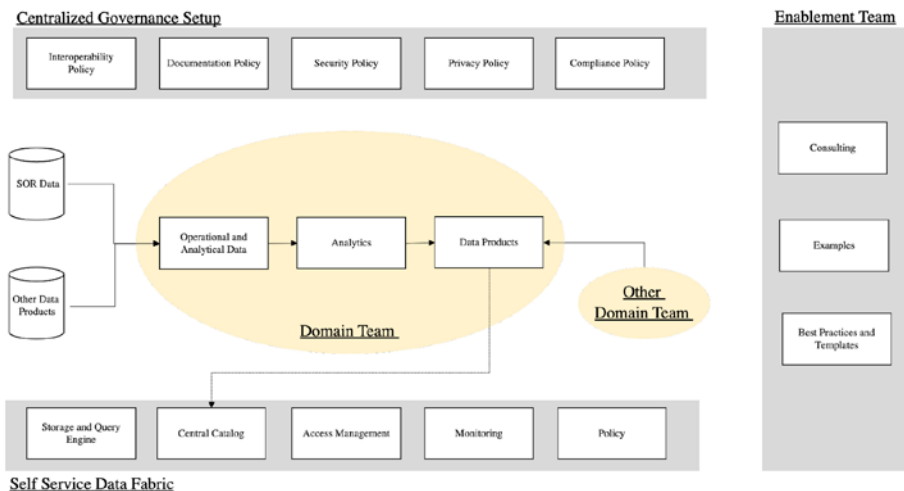 Centralized Governance Setup
Enablement Team
Interoperability
Policy
Documentation Policy
Security Policy
Privacy Policy
Compliance Policy
SOR Data
Other Data
Products
Operational and
Analytical Data
Analytics
Data Products
Domain Team
Other
Domain Team
Consulting
Examples
Best Practices and
Templates
Storage and Query
Engine
Central Catalog
Access Management
Monitoring
Policy
Self Service Data Fabric